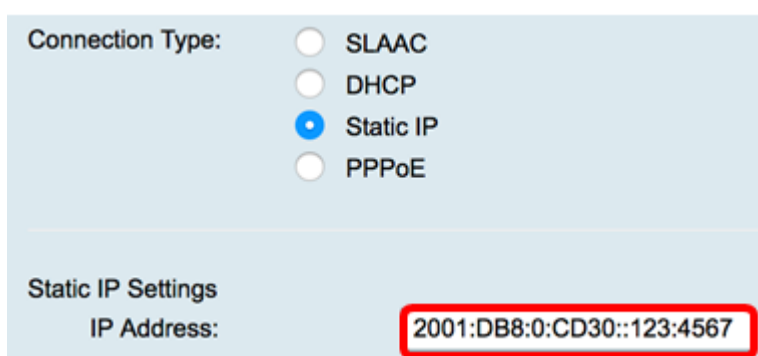 Connection Type:
SLAAC
DHCP
Static IP
PPPoE
Static IP Settings
IP Address: 2001:DB8:0:CD30::123:4567